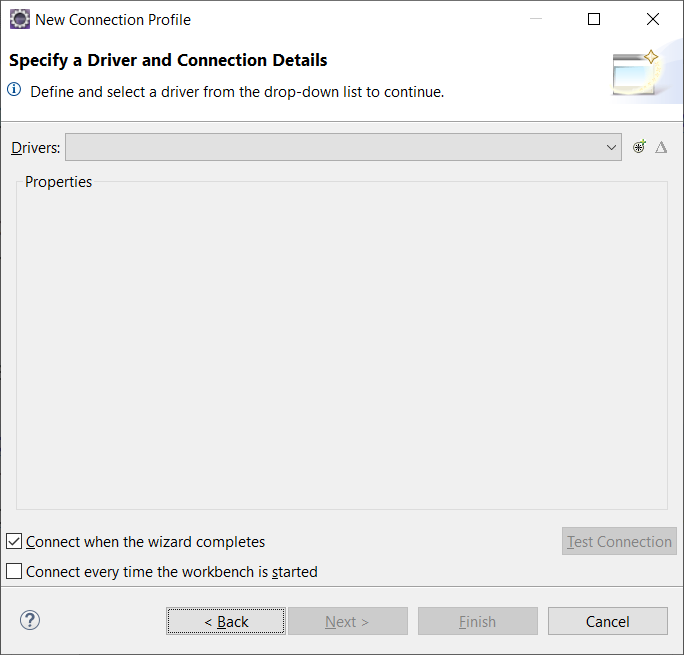 New Connection Profile
Specify a Driver and Connection Details
Define and select a driver from the drop-down list to continue.
Drivers:
Properties
Connect when the wizard completes
Test Connection
Connect every time the workbench is started
< Back
Next >
Finish
Cancel